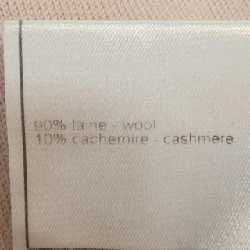 90% laine - wool
10% cachemire - cashmere